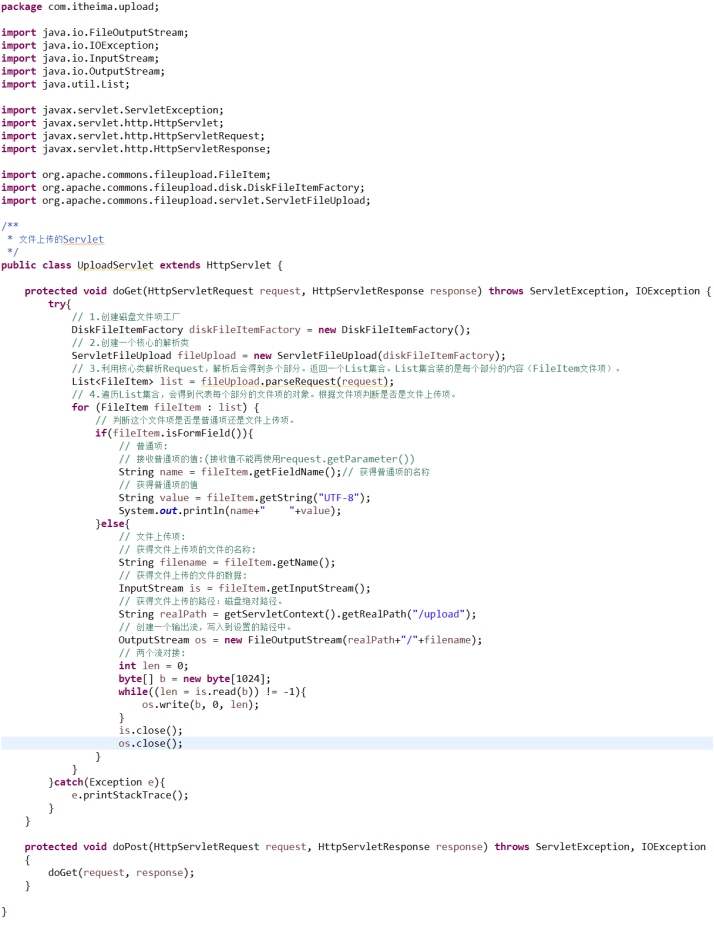 package com.itheima.upload;
import java.io.FileOutputStream;
import java.io.IOException;
import java.io.InputStream;
import java.io.OutputStream;
import java.util.List;
import javax.servlet.ServletException;
import javax.servlet.http.HttpServlet;
import javax.servlet.http.HttpServletRequest;
import javax.servlet.http.HttpServletResponse;
import org.apache.commons.fileupload.FileItem;
import org.apache.commons.fileupload.disk.DiskFileItemFactory;
import org.apache.commons.fileupload.servlet.ServletFileUpload;
/**
 * 文件上传的Servlet
 */
public class UploadServlet extends HttpServlet {
    protected void doGet(HttpServletRequest request, HttpServletResponse response) throws ServletException, IOException {
        try{
            // 1.创建磁盘文件项工厂
            DiskFileItemFactory diskFileItemFactory = new DiskFileItemFactory();
            // 2.创建一个核心的解析类
            ServletFileUpload fileUpload = new ServletFileUpload(diskFileItemFactory);
            // 3.利用核心类解析Request，解析后会得到多个部分。返回一个List集合。List集合装的是每个部分的内容（FileItem文件项）。
            List<FileItem> list = fileUpload.parseRequest(request);
            // 4.遍历List集合，会得到代表每个部分的文件项的对象。根据文件项判断是否是文件上传项。
            for (FileItem fileItem : list) {
                // 判断这个文件项是否是普通项还是文件上传项。
                if(fileItem.isFormField()){
                    // 普通项:
                    // 接收普通项的值:(接收值不能再使用request.getParameter())
                    String name = fileItem.getFieldName();// 获得普通项的名称
                    // 获得普通项的值
                    String value = fileItem.getString("UTF-8");
                    System.out.println(name+"    "+value);
                }else{
                    // 文件上传项:
                    // 获得文件上传项的文件的名称:
                    String filename = fileItem.getName();
                    // 获得文件上传的文件的数据:
                    InputStream is = fileItem.getInputStream();
                    // 获得文件上传的路径：磁盘绝对路径。
                    String realPath = getServletContext().getRealPath("/upload");
                    // 创建一个输出流，写入到设置的路径中。
                    OutputStream os = new FileOutputStream(realPath+"/"+filename);
                    // 两个流对接:
                    int len = 0;
                    byte[] b = new byte[1024];
                    while((len = is.read(b)) != -1){
                        os.write(b, 0, len);
                    }
                    is.close();
                    os.close();
                }
            }
        }catch(Exception e){
            e.printStackTrace();
        }
    }
    protected void doPost(HttpServletRequest request, HttpServletResponse response) throws ServletException, IOException
    {
        doGet(request, response);
    }
}